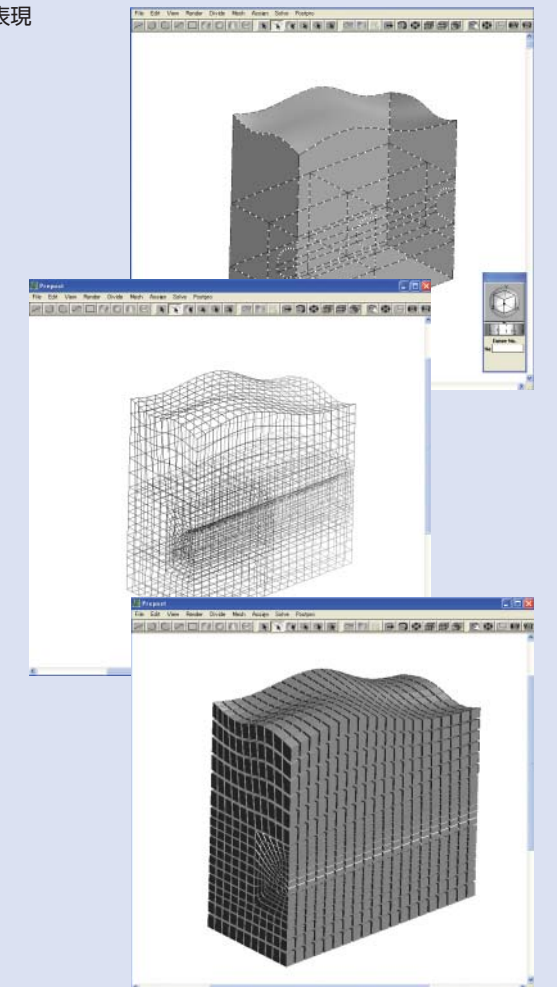 表現
File Edit View Render Divide Mesh Assign Solve Postpro
Prepost
File Edit View Render Divide Mesh Assign Solve Postpro
No
Prepost
File Edit View Render Divide Mesh Assign Solve Postpro